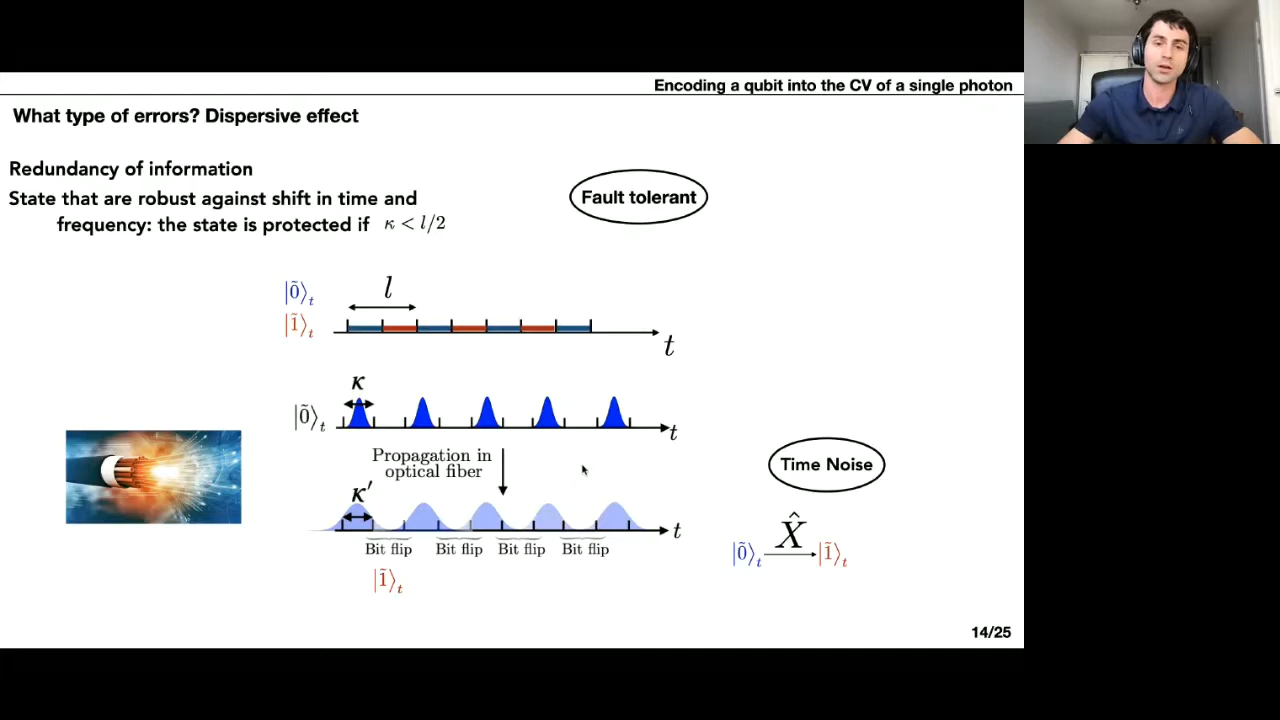 Encoding a qubit into the CV of a single photon
What type of errors? Dispersive effect
Redundancy of information
State that are robust against shift in time and
frequency: the state is protected if κ < l/2
Fault tolerant
|0̃⟩t
l
|1̃⟩t
t
κ
|0̃⟩t
t
Propagation in
optical fiber
κ′
t
Bit flip Bit flip Bit flip Bit flip
|1̃⟩t
Time Noise
X̂
|0̃⟩t |1̃⟩t
14/25